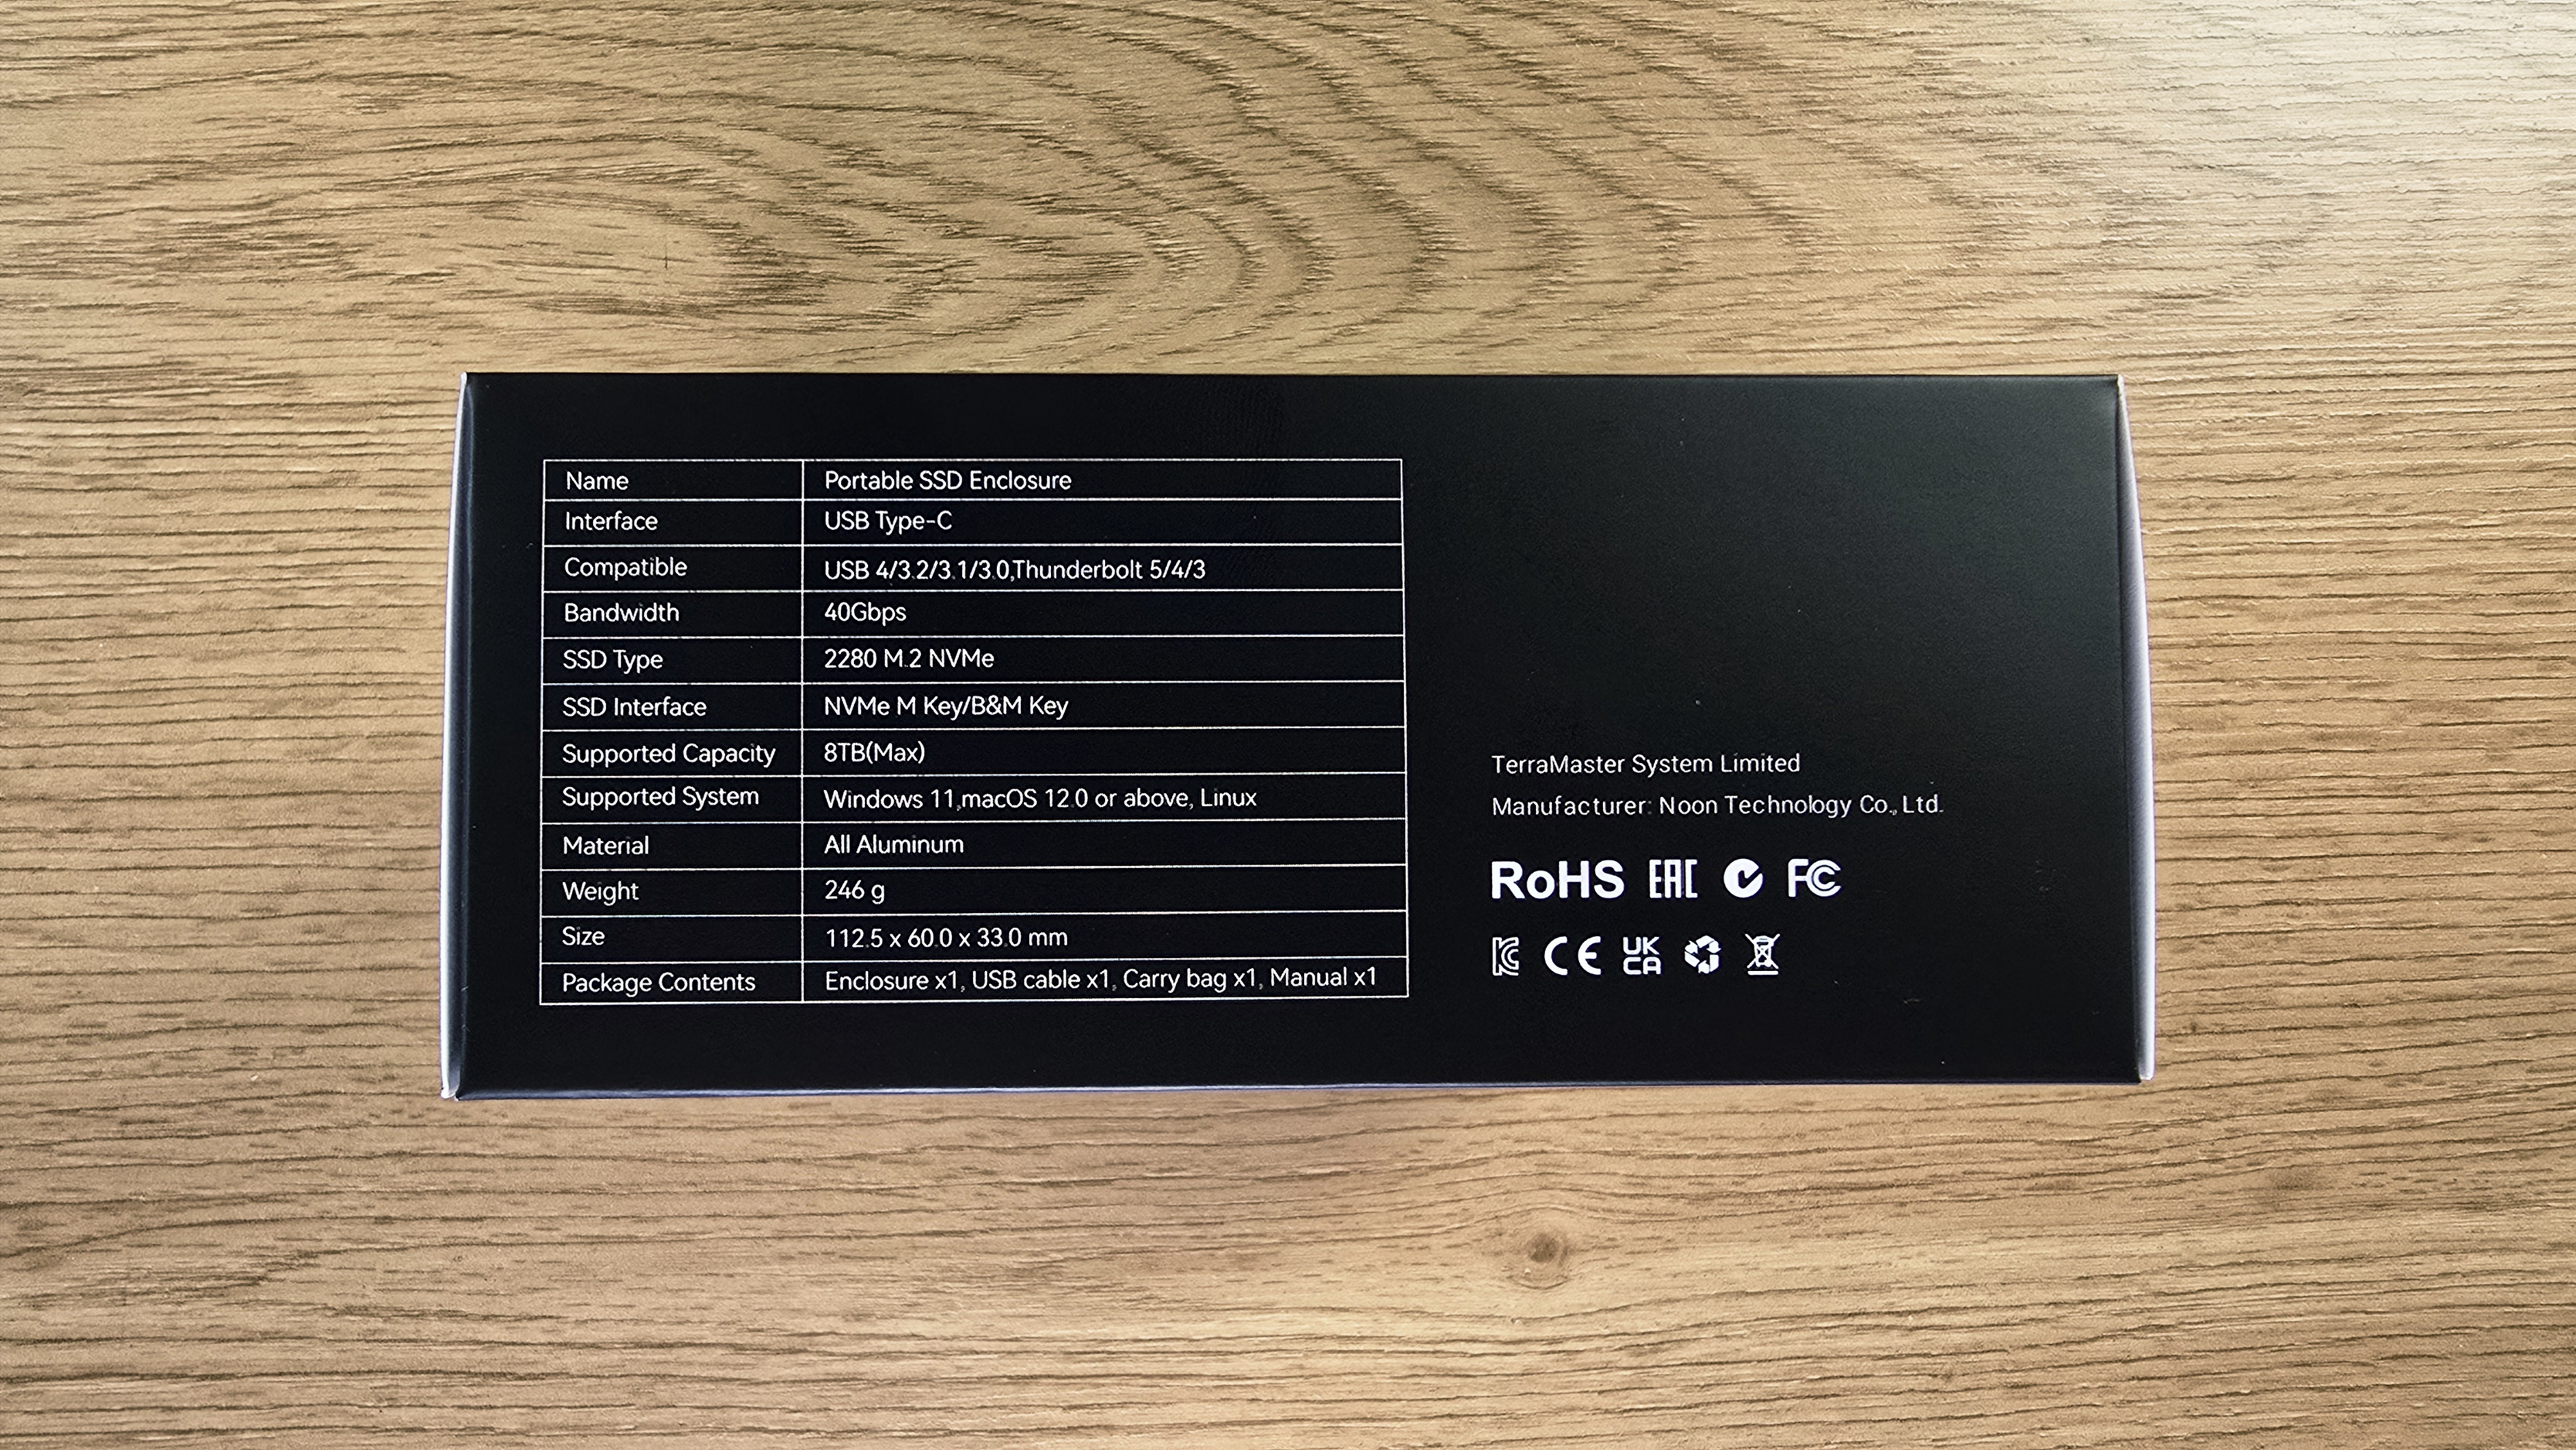 Name Portable SSD Enclosure
Interface USB Type-C
Compatible USB 4/3.2/3.1/3.0,Thunderbolt 5/4/3
Bandwidth 40Gbps
SSD Type 2280 M.2 NVMe
SSD Interface NVMe M Key/B&M Key
Supported Capacity 8TB(Max)
Supported System Windows 11,macOS 12.0 or above, Linux
Material All Aluminum
Weight 246 g
Size 112.5 x 60.0 x 33.0 mm
Package Contents Enclosure x1, USB cable x1, Carry bag x1, Manual x1
TerraMaster System Limited
Manufacturer: Noon Technology Co., Ltd.
RoHS EAC FC
KC CE UK
CA